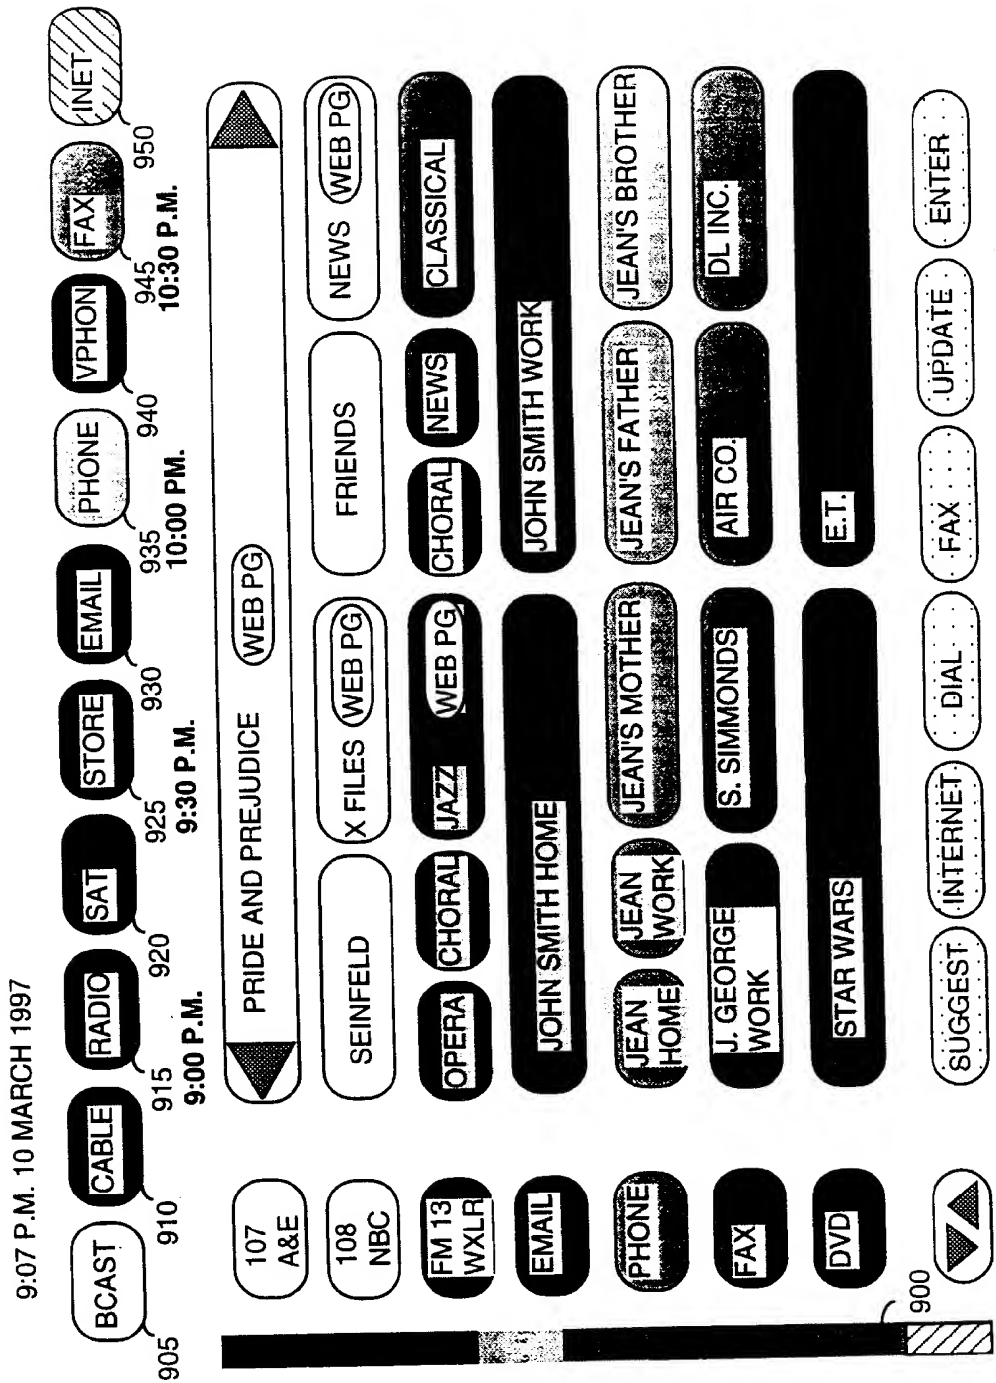 9:07 P.M. 10 MARCH 1997
BCAST CABLE RADIO SAT STORE EMAIL PHONE VPHON FAX INET
905 910 915 920 925 930 935 940 945 950
9:00 P.M. 9:30 P.M. 10:00 PM. 10:30 P.M.
107 A&E PRIDE AND PREJUDICE WEB PG
108 NBC SEINFELD X FILES WEB PG FRIENDS NEWS WEB PG
FM 13 WXLR OPERA CHORAL JAZZ WEB PG CHORAL NEWS CLASSICAL
EMAIL JOHN SMITH HOME JOHN SMITH WORK
PHONE JEAN HOME JEAN WORK JEAN'S MOTHER JEAN'S FATHER JEAN'S BROTHER
FAX J. GEORGE WORK S. SIMMONDS AIR CO. DL INC.
DVD STAR WARS E.T.
900
SUGGEST INTERNET DIAL FAX UPDATE ENTER